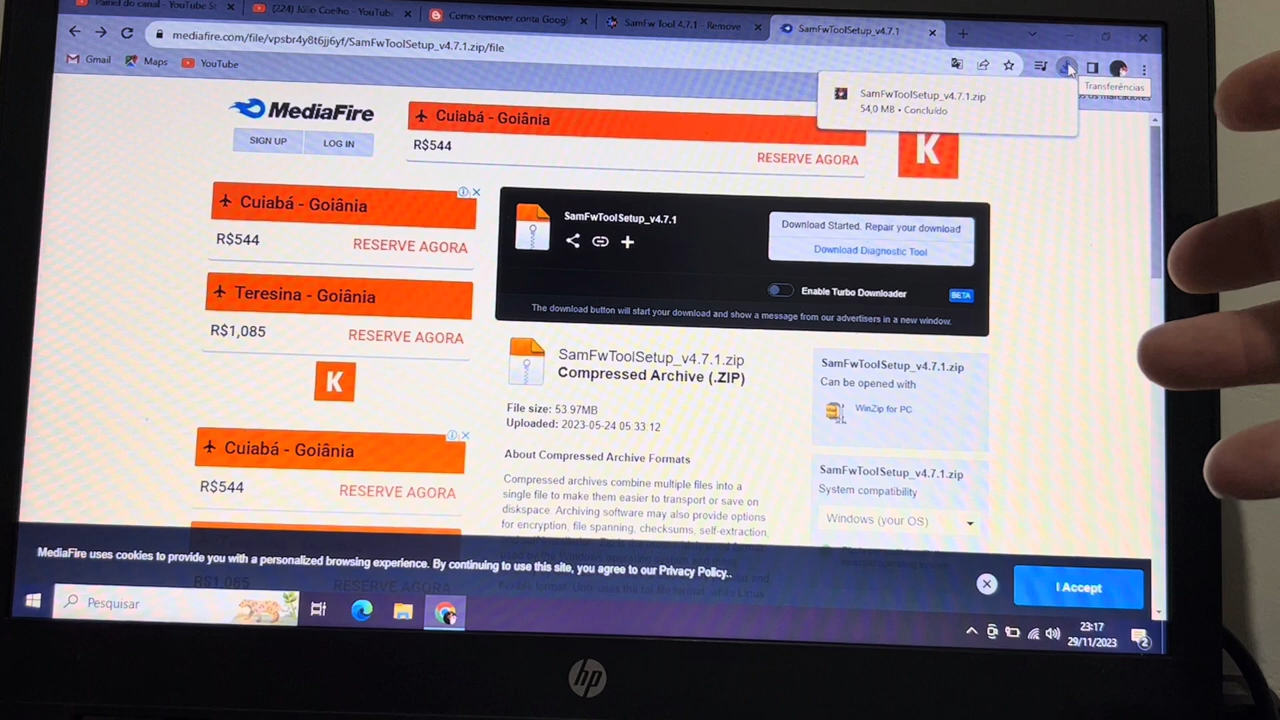 Painel do canal - YouTube St
(224) Júlio Coelho - YouTube
Como remover conta Googl
SamFw Tool 4.7.1 - Remove
SamFwToolSetup_v4.7.1
mediafire.com/file/vpsbr4y8t6jj6yf/SamFwToolSetup_v4.7.1.zip/file
Gmail
Maps
YouTube
Transferências
os marcadores
SamFwToolSetup_v4.7.1.zip
54,0 MB • Concluído
MediaFire
SIGN UP
LOG IN
Cuiabá - Goiânia
R$544
RESERVE AGORA
K
Cuiabá - Goiânia
R$544
RESERVE AGORA
Teresina - Goiânia
R$1,085
RESERVE AGORA
K
Cuiabá - Goiânia
R$544
RESERVE AGORA
R$1,085
RESERVE AGORA
SamFwToolSetup_v4.7.1
Download Started. Repair your download
Download Diagnostic Tool
Enable Turbo Downloader
BETA
The download button will start your download and show a message from our advertisers in a new window.
SamFwToolSetup_v4.7.1.zip
Compressed Archive (.ZIP)
File size: 53.97MB
Uploaded: 2023-05-24 05:33:12
About Compressed Archive Formats
Compressed archives combine multiple files into a
single file to make them easier to transport or save on
diskspace. Archiving software may also provide options
for encryption, file spanning, checksums, self-extraction,
SamFwToolSetup_v4.7.1.zip
Can be opened with
WinZip for PC
SamFwToolSetup_v4.7.1.zip
System compatibility
Windows (your OS)
MediaFire uses cookies to provide you with a personalized browsing experience. By continuing to use this site, you agree to our Privacy Policy..
I Accept
Pesquisar
23:17
29/11/2023
2
hp